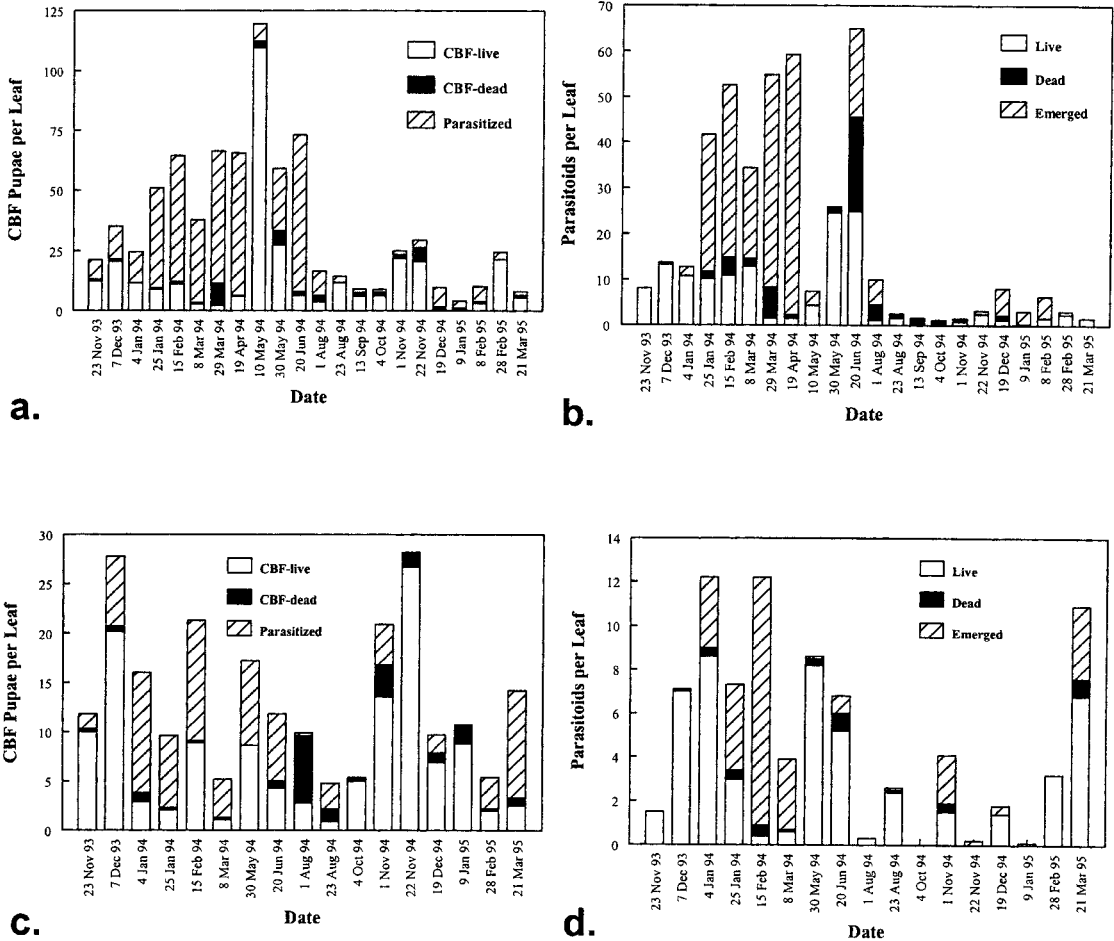 125
100
75
50
25
0
CBF Pupae per Leaf
CBF-live
CBF-dead
Parasitized
23 Nov 93
7 Dec 93
4 Jan 94
25 Jan 94
15 Feb 94
8 Mar 94
29 Mar 94
19 Apr 94
10 May 94
30 May 94
20 Jun 94
1 Aug 94
23 Aug 94
13 Sep 94
4 Oct 94
1 Nov 94
22 Nov 94
19 Dec 94
9 Jan 95
8 Feb 95
28 Feb 95
21 Mar 95
Date
a.
70
60
50
40
30
20
10
0
Parasitoids per Leaf
Live
Dead
Emerged
23 Nov 93
7 Dec 93
4 Jan 94
25 Jan 94
15 Feb 94
8 Mar 94
29 Mar 94
19 Apr 94
10 May 94
30 May 94
20 Jun 94
1 Aug 94
23 Aug 94
13 Sep 94
4 Oct 94
1 Nov 94
22 Nov 94
19 Dec 94
9 Jan 95
8 Feb 95
28 Feb 95
21 Mar 95
Date
b.
30
25
20
15
10
5
0
CBF Pupae per Leaf
CBF-live
CBF-dead
Parasitized
23 Nov 93
7 Dec 93
4 Jan 94
25 Jan 94
15 Feb 94
8 Mar 94
30 May 94
20 Jun 94
1 Aug 94
23 Aug 94
4 Oct 94
1 Nov 94
22 Nov 94
19 Dec 94
9 Jan 95
28 Feb 95
21 Mar 95
Date
c.
14
12
10
8
6
4
2
0
Parasitoids per Leaf
Live
Dead
Emerged
23 Nov 93
7 Dec 93
4 Jan 94
25 Jan 94
15 Feb 94
8 Mar 94
30 May 94
20 Jun 94
1 Aug 94
23 Aug 94
4 Oct 94
1 Nov 94
22 Nov 94
19 Dec 94
9 Jan 95
28 Feb 95
21 Mar 95
Date
d.